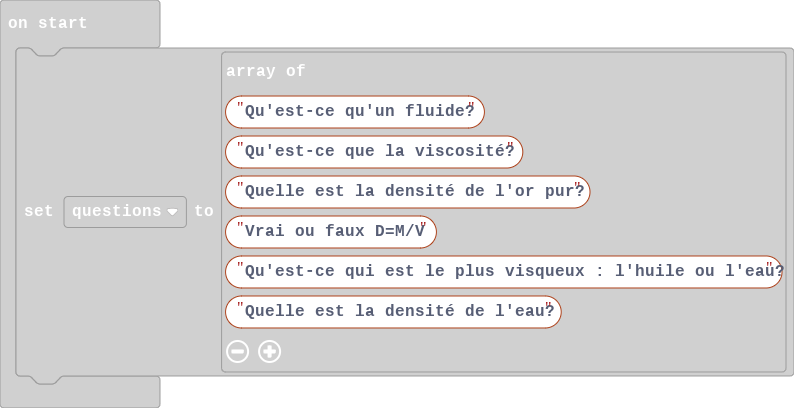 on start
array of
"Qu'est-ce qu'un fluide?"
"Qu'est-ce que la viscosité?"
"Quelle est la densité de l'or pur?"
set questions to
"Vrai ou faux D=M/V"
"Qu'est-ce qui est le plus visqueux : l'huile ou l'eau?"
"Quelle est la densité de l'eau?"